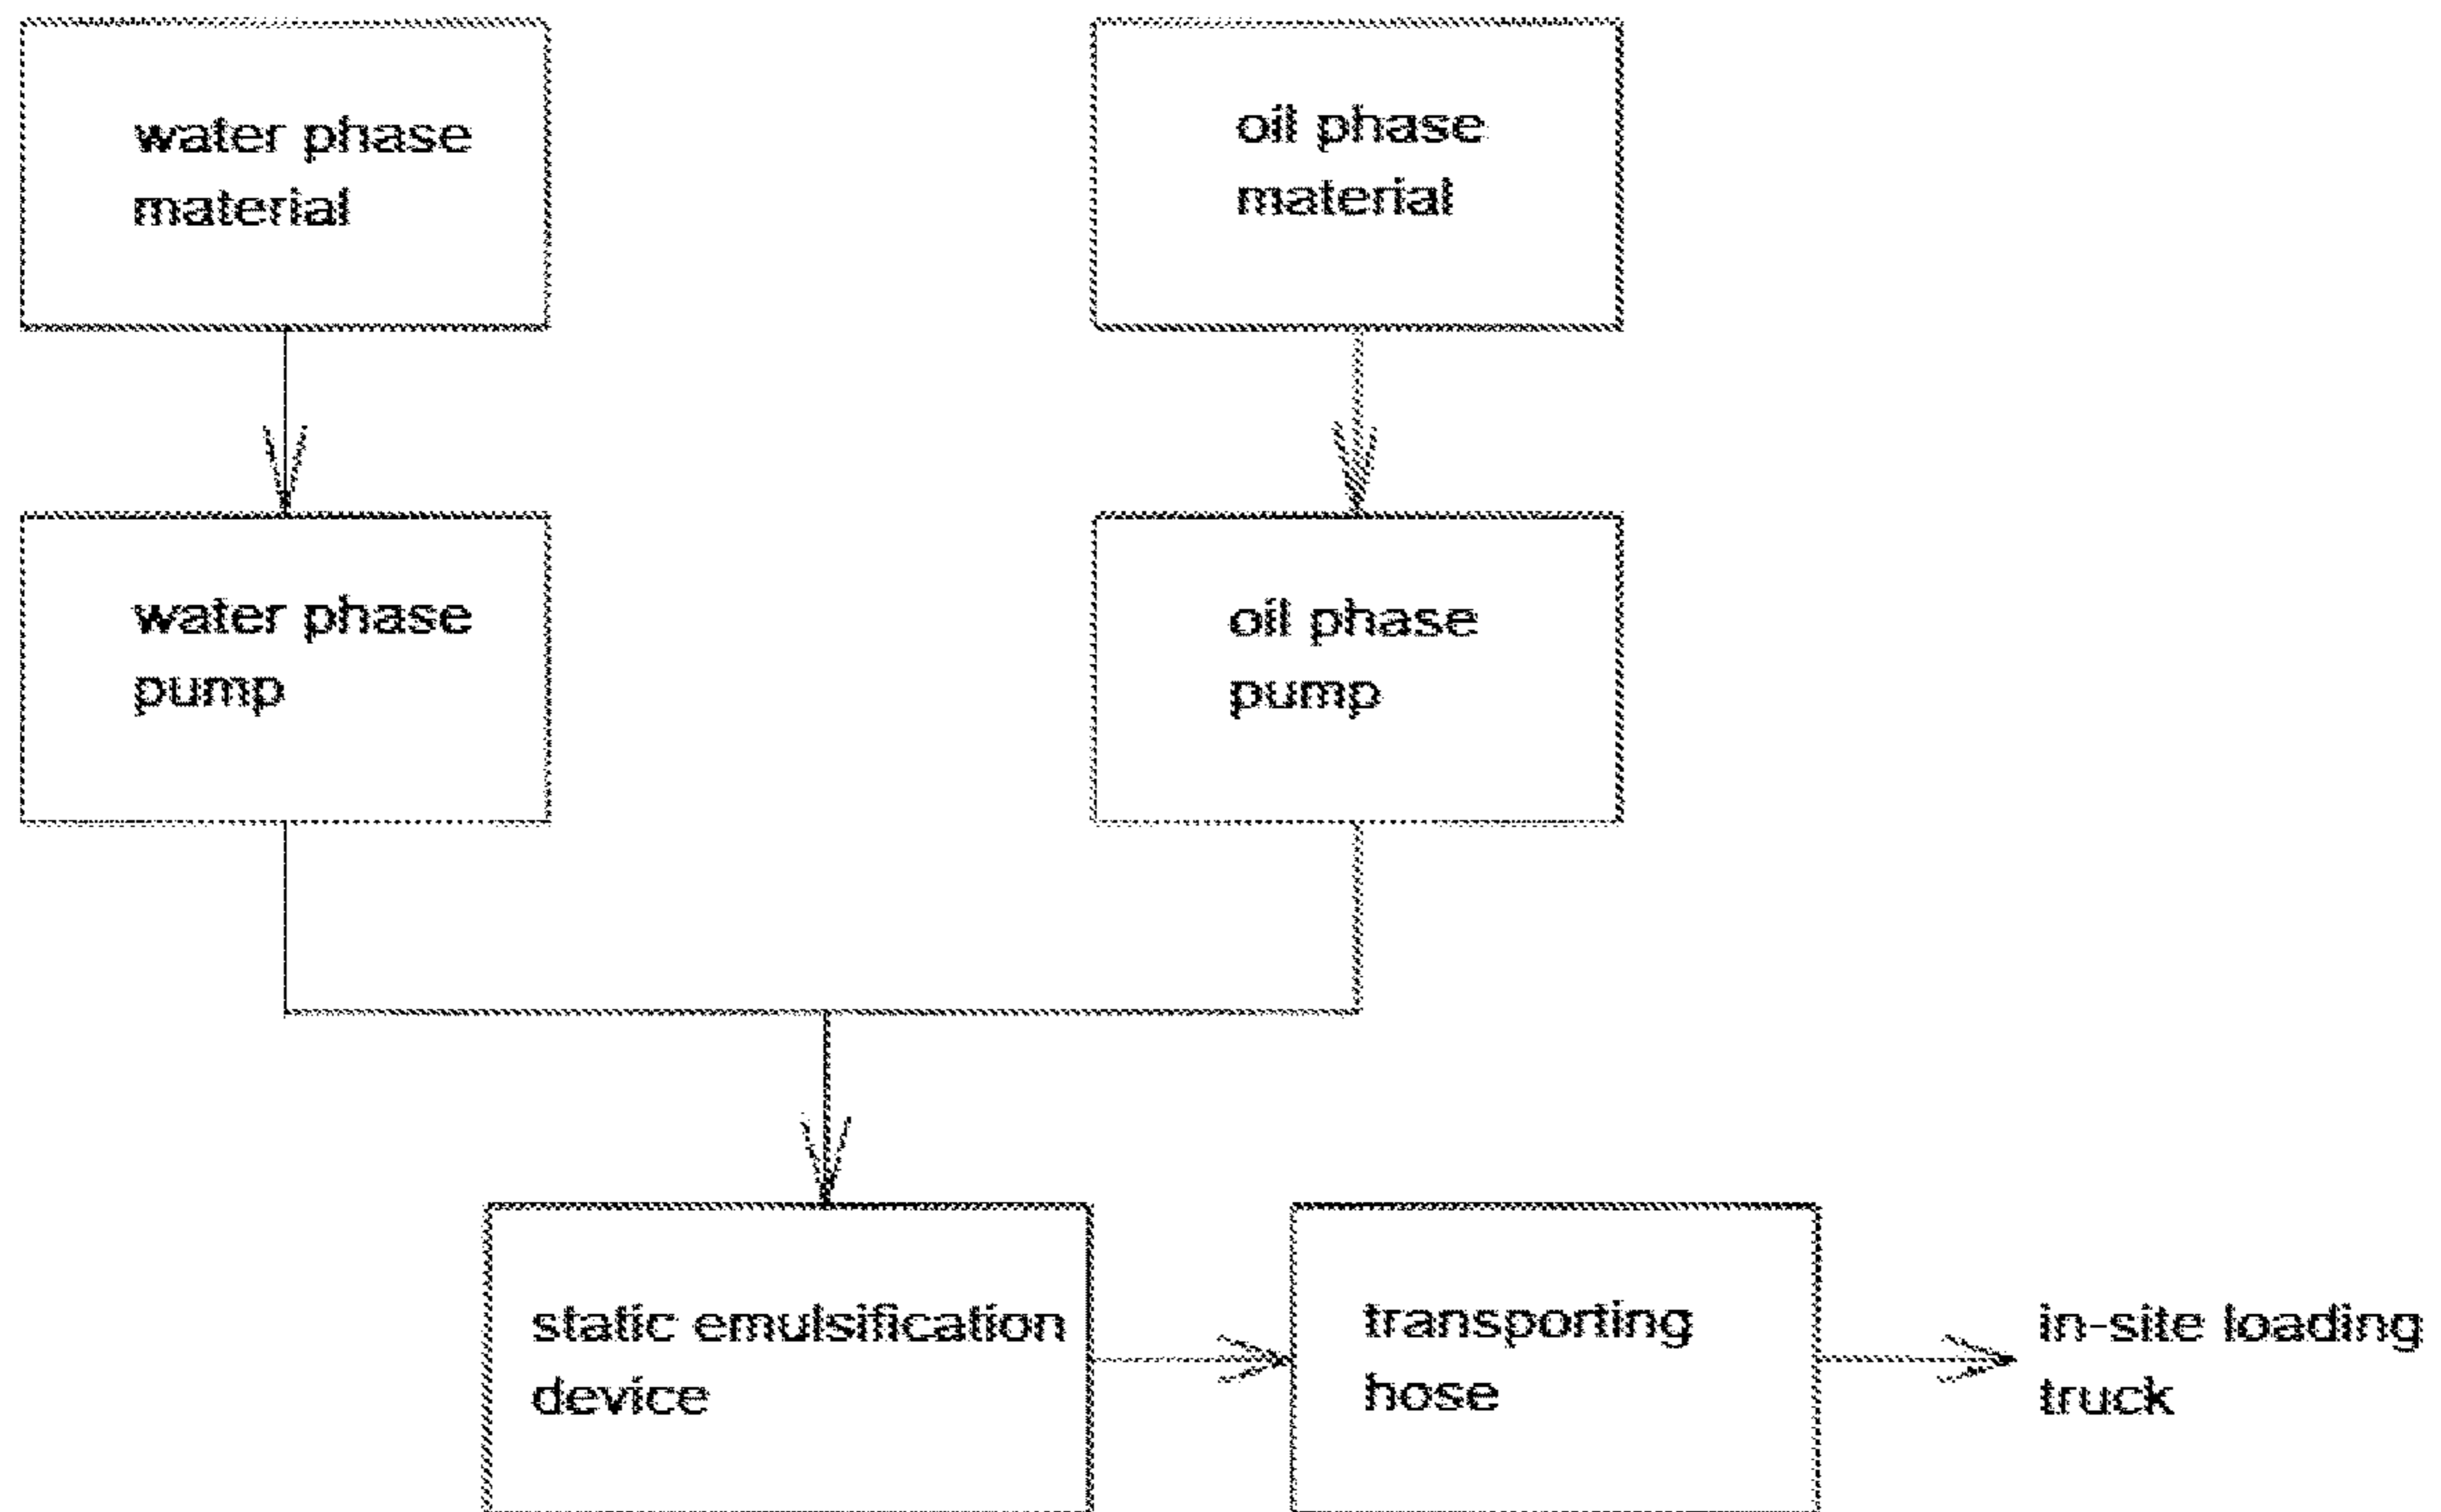 water phase
material
oil phase
material
water phase
pump
oil phase
pump
static emulsification
device
transporting
hose
in-site loading
truck